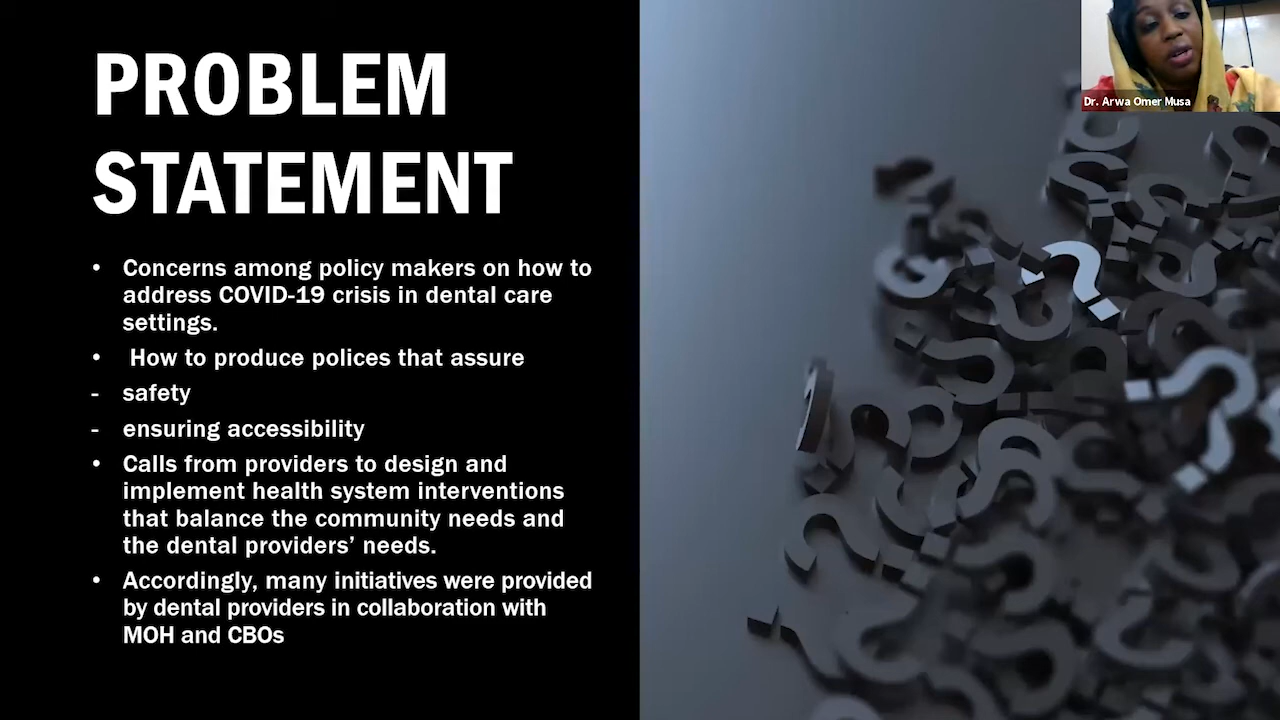 PROBLEM
STATEMENT
• Concerns among policy makers on how to
address COVID-19 crisis in dental care
settings.
• How to produce polices that assure
- safety
- ensuring accessibility
• Calls from providers to design and
implement health system interventions
that balance the community needs and
the dental providers’ needs.
• Accordingly, many initiatives were provided
by dental providers in collaboration with
MOH and CBOs
Dr. Arwa Omer Musa